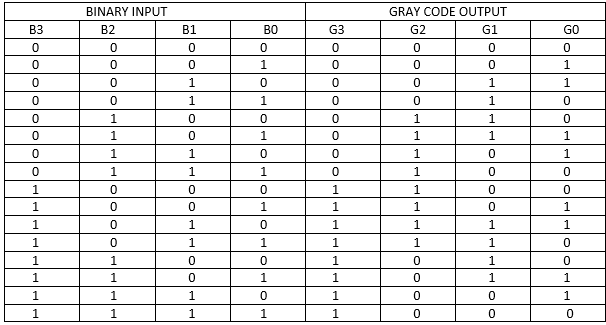 BINARY INPUT GRAY CODE OUTPUT
B3 B2 B1 B0 G3 G2 G1 G0
0 0 0 0 0 0 0 0
0 0 0 1 0 0 0 1
0 0 1 0 0 0 1 1
0 0 1 1 0 0 1 0
0 1 0 0 0 1 1 0
0 1 0 1 0 1 1 1
0 1 1 0 0 1 0 1
0 1 1 1 0 1 0 0
1 0 0 0 1 1 0 0
1 0 0 1 1 1 0 1
1 0 1 0 1 1 1 1
1 0 1 1 1 1 1 0
1 1 0 0 1 0 1 0
1 1 0 1 1 0 1 1
1 1 1 0 1 0 0 1
1 1 1 1 1 0 0 0